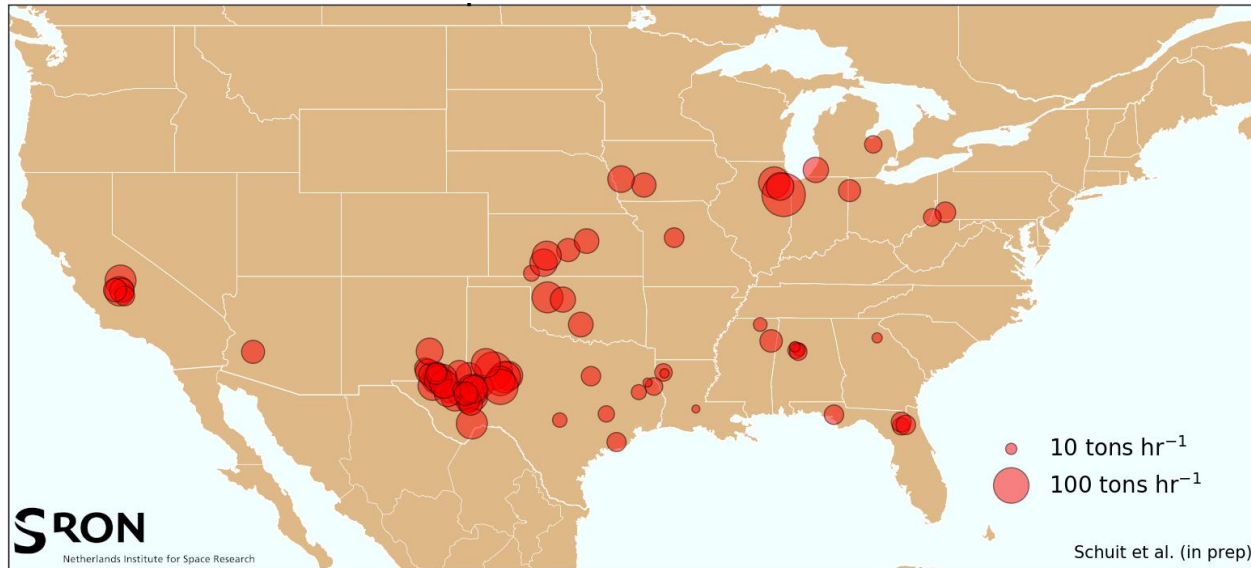 10 tons hr⁻¹
100 tons hr⁻¹
SRON
Netherlands Institute for Space Research
Schuit et al. (in prep)